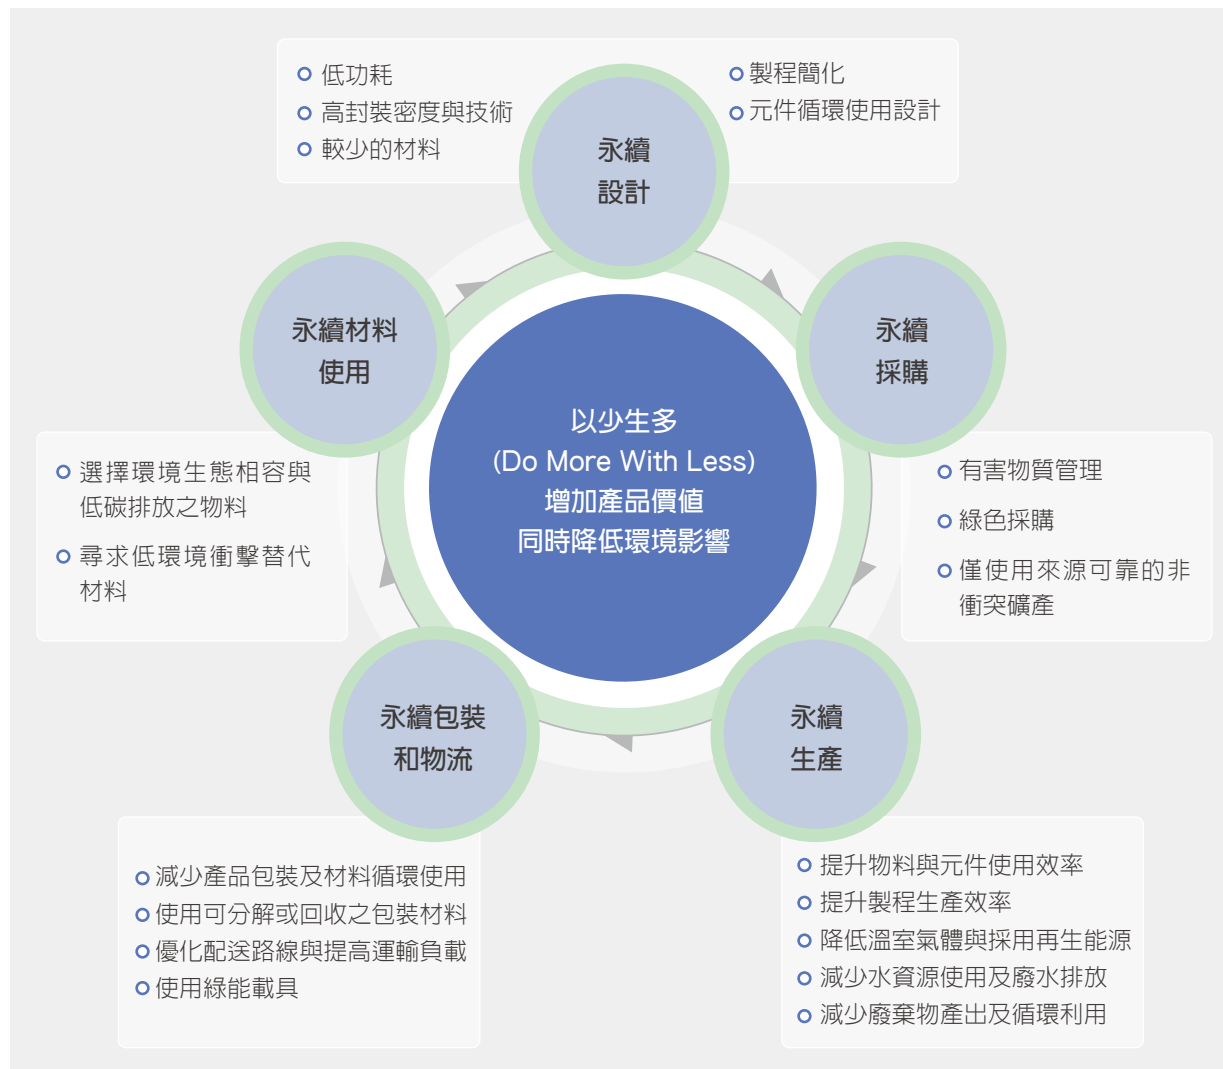 低功耗
高封裝密度與技術
較少的材料
製程簡化
元件循環使用設計
永續
設計
永續材料
使用
永續
採購
以少生多
(Do More With Less)
增加產品價值
同時降低環境影響
選擇環境生態相容與
低碳排放之物料
尋求低環境衝擊替代
材料
有害物質管理
綠色採購
僅使用來源可靠的非
衝突礦產
永續包裝
和物流
永續
生產
減少產品包裝及材料循環使用
使用可分解或回收之包裝材料
優化配送路線與提高運輸負載
使用綠能載具
提升物料與元件使用效率
提升製程生產效率
降低溫室氣體與採用再生能源
減少水資源使用及廢水排放
減少廢棄物產出及循環利用